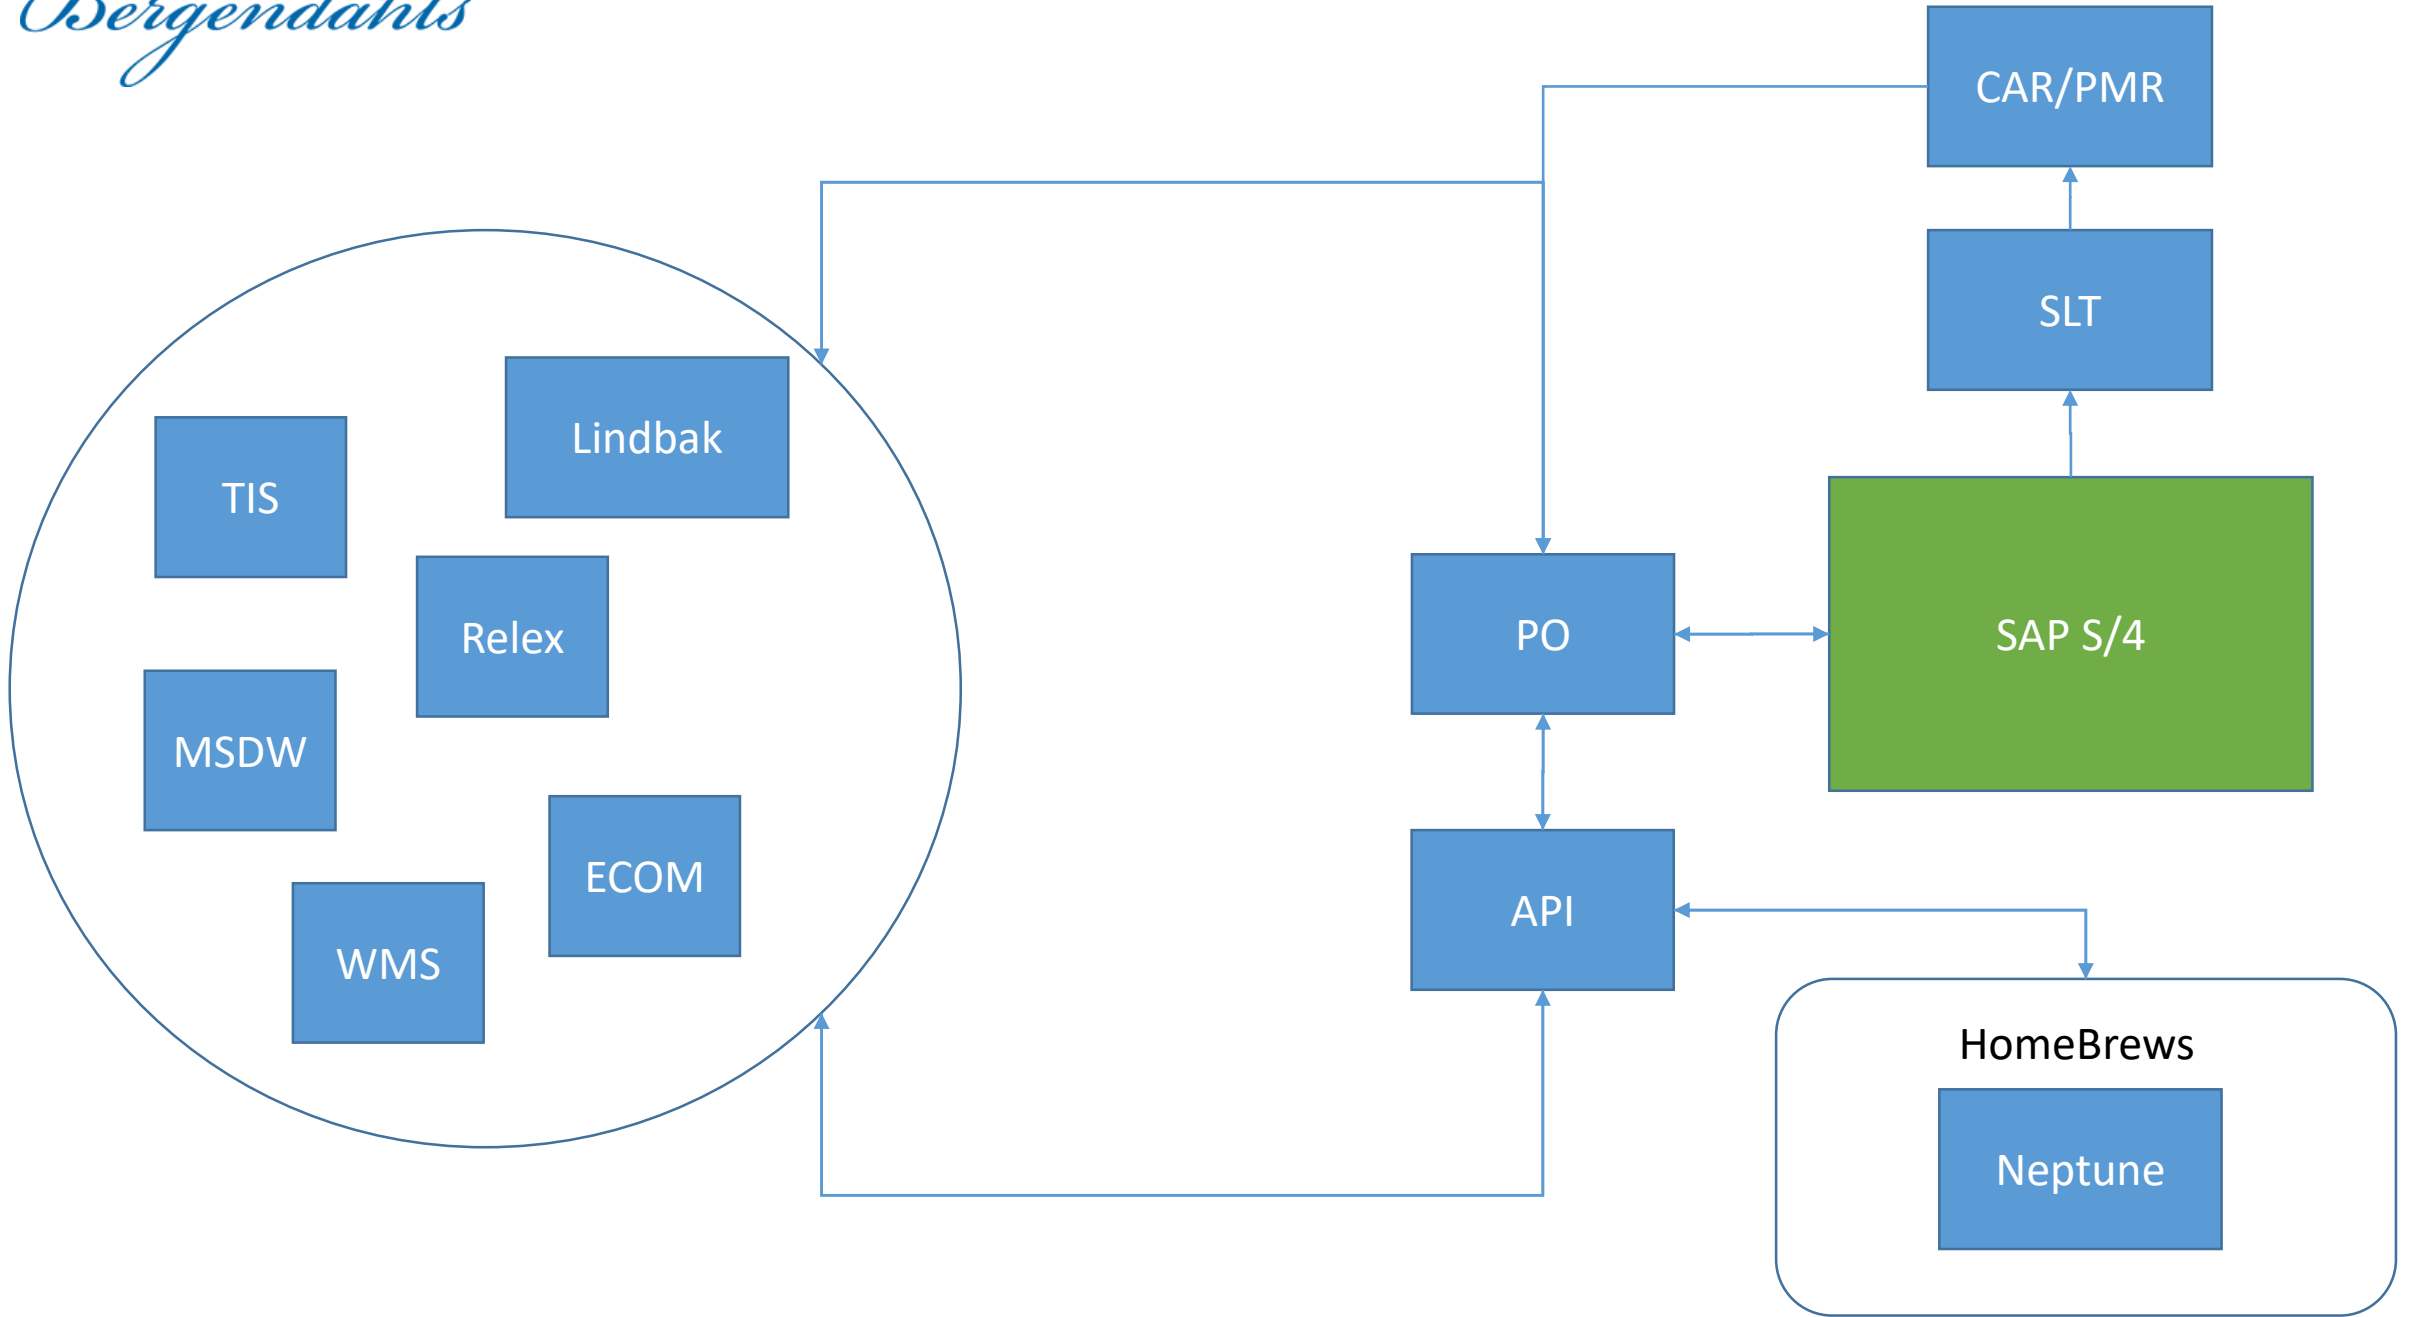 Bergendahls
CAR/PMR
SLT
Lindbak
TIS
Relex
PO
SAP S/4
MSDW
ECOM
API
WMS
HomeBrews
Neptune